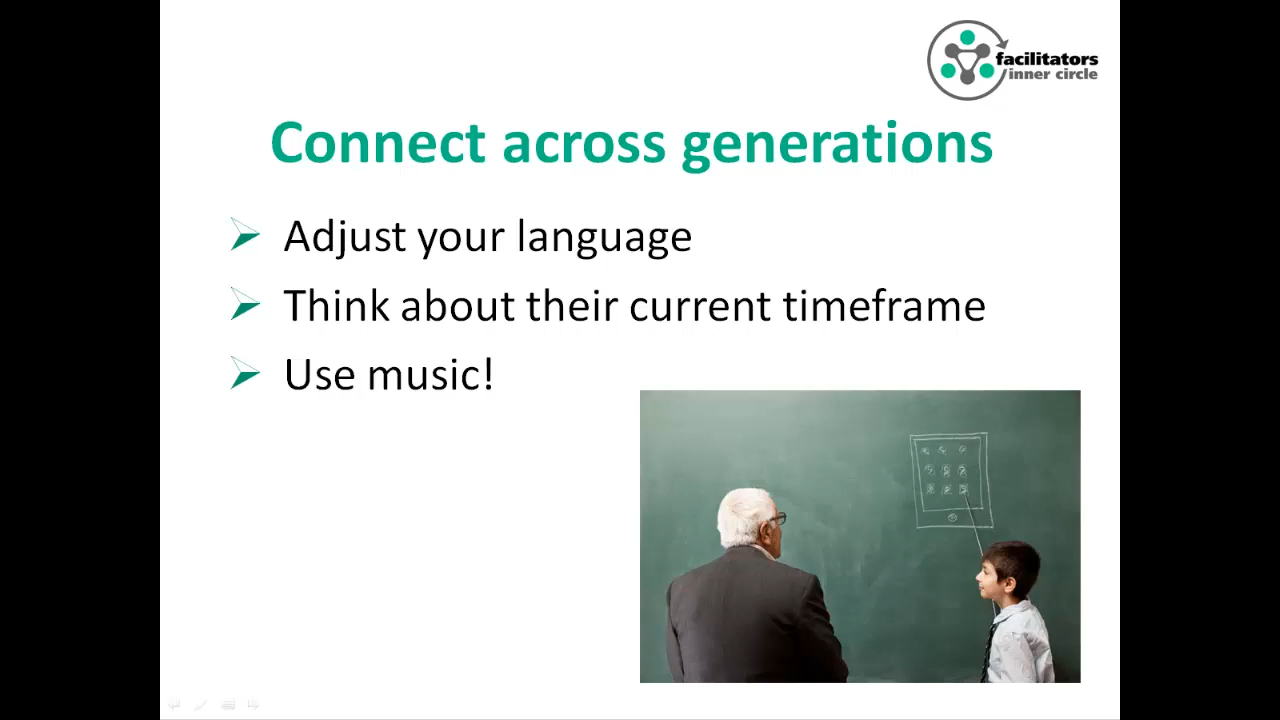 facilitators
inner circle
Connect across generations
Adjust your language
Think about their current timeframe
Use music!